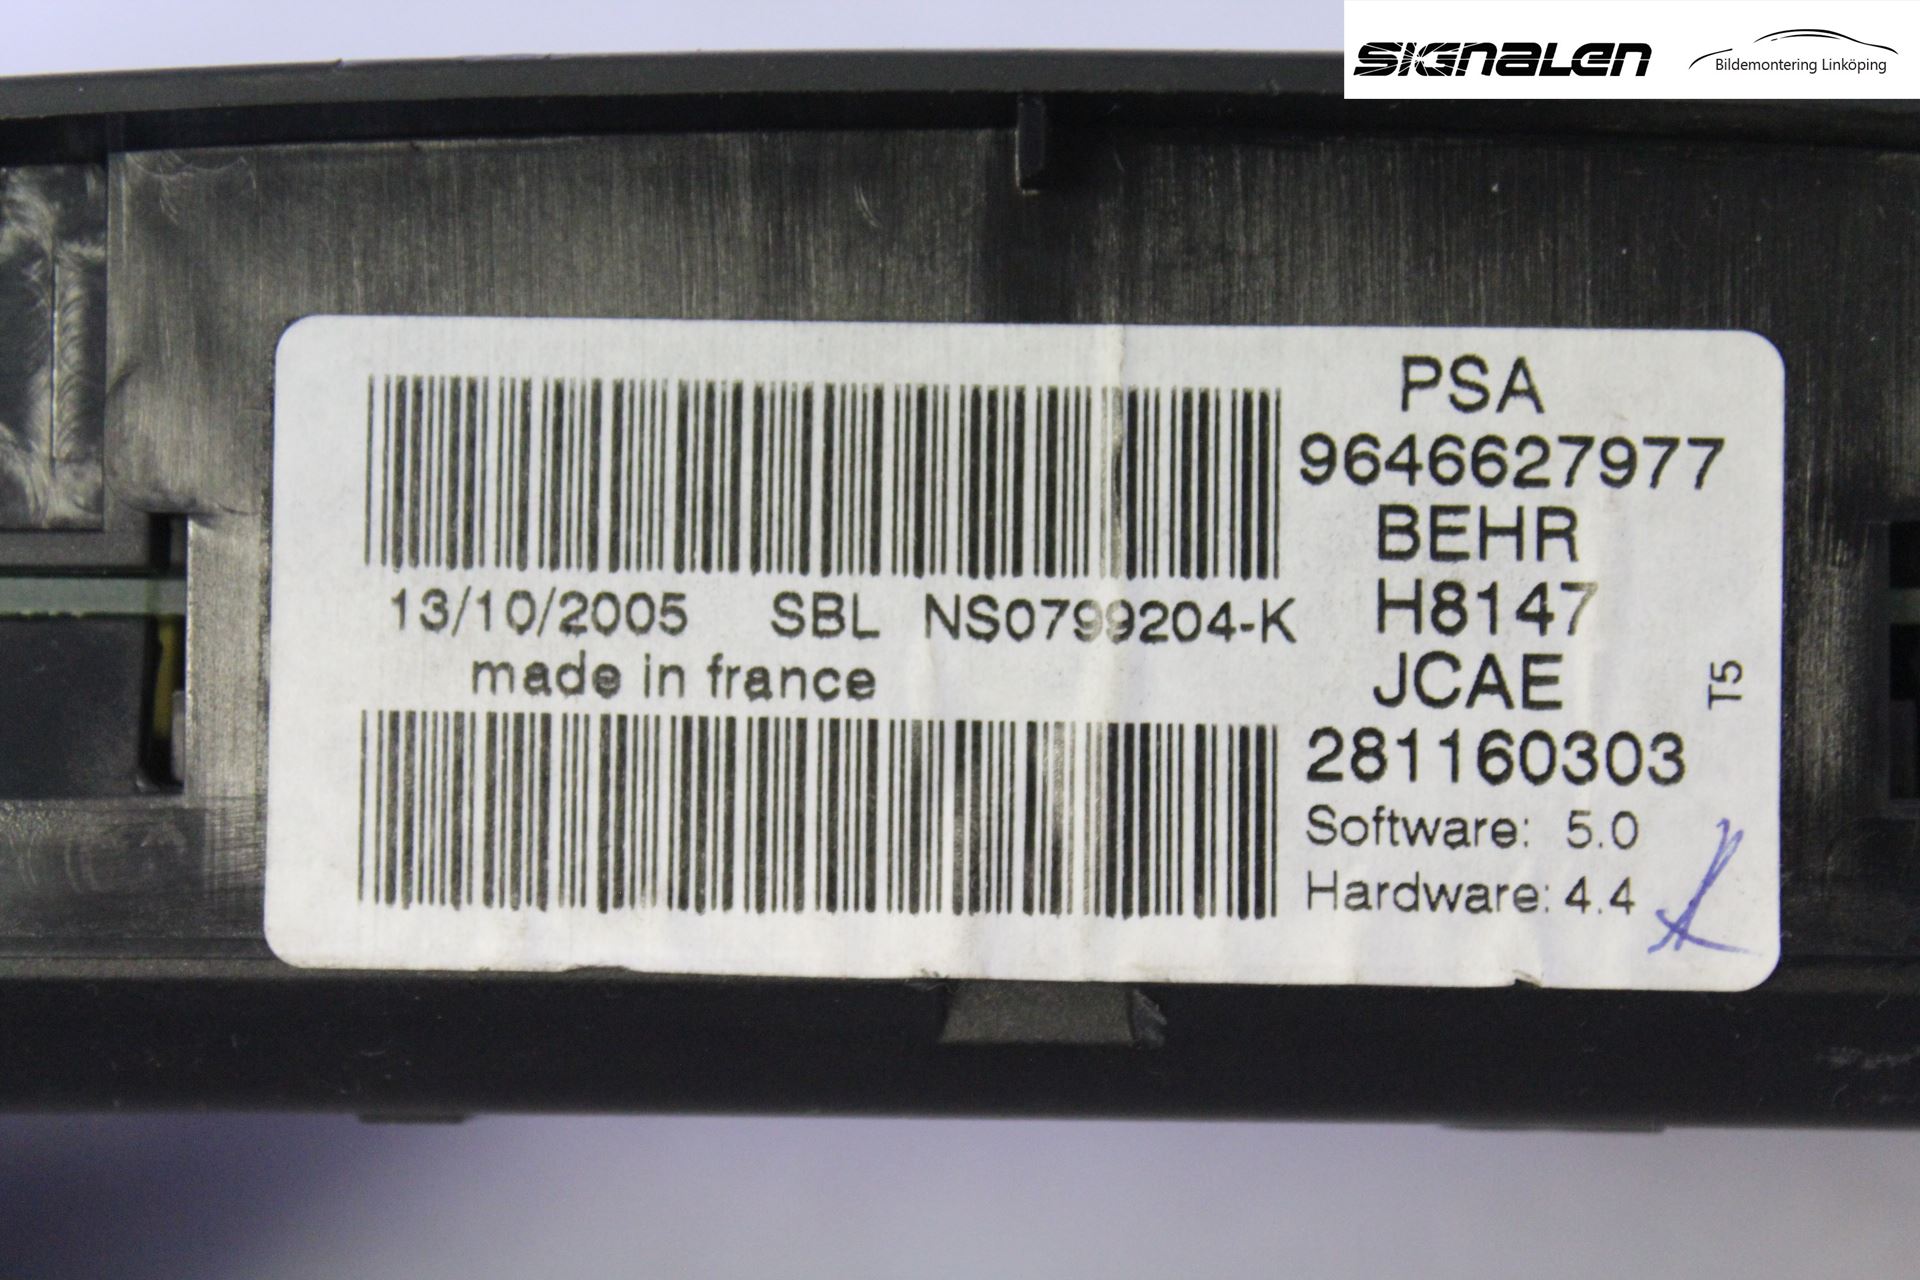 SIGNALEN
Bildemontering Linköping
PSA
9646627977
BEHR
H8147
JCAE
281160303
Software: 5.0
Hardware: 4.4
T5
13/10/2005 SBL NS0799204-K
made in france